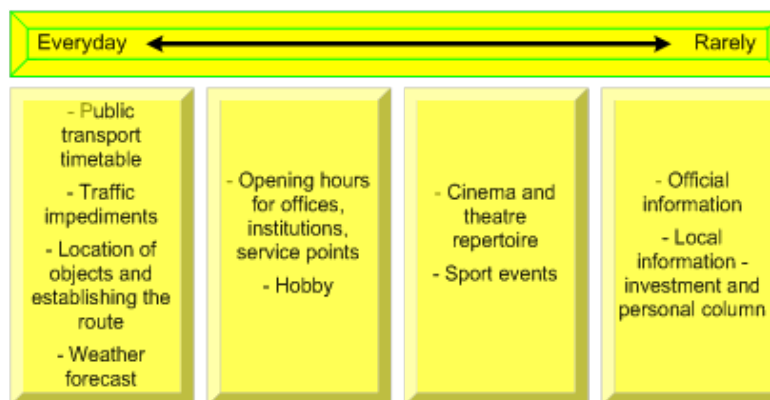 Everyday
Rarely
- Public
transport
timetable
- Traffic
impediments
- Location of
objects and
establishing the
route
- Weather
forecast
- Opening hours
for offices,
institutions,
service points
- Hobby
- Cinema and
theatre
repertoire
- Sport events
- Official
information
- Local
information -
investment and
personal column